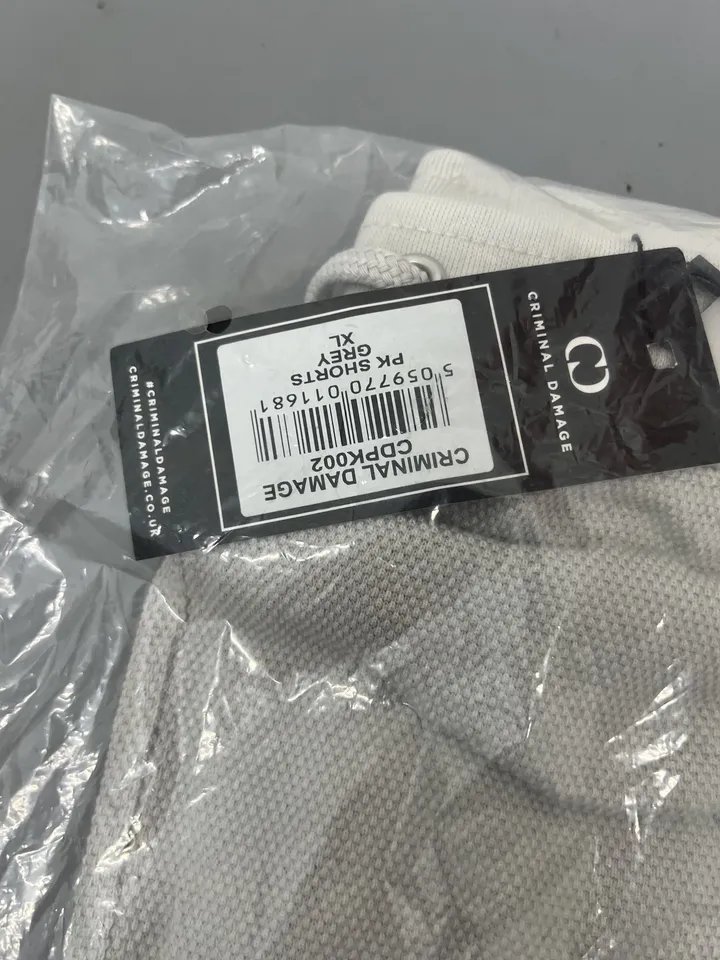 CRIMINAL DAMAGE
CDPK002
5 059770 011681
PK SHORTS
GREY
XL
CRIMINAL DAMAGE
#CRIMINALDAMAGE
CRIMINALDAMAGE.CO.UK